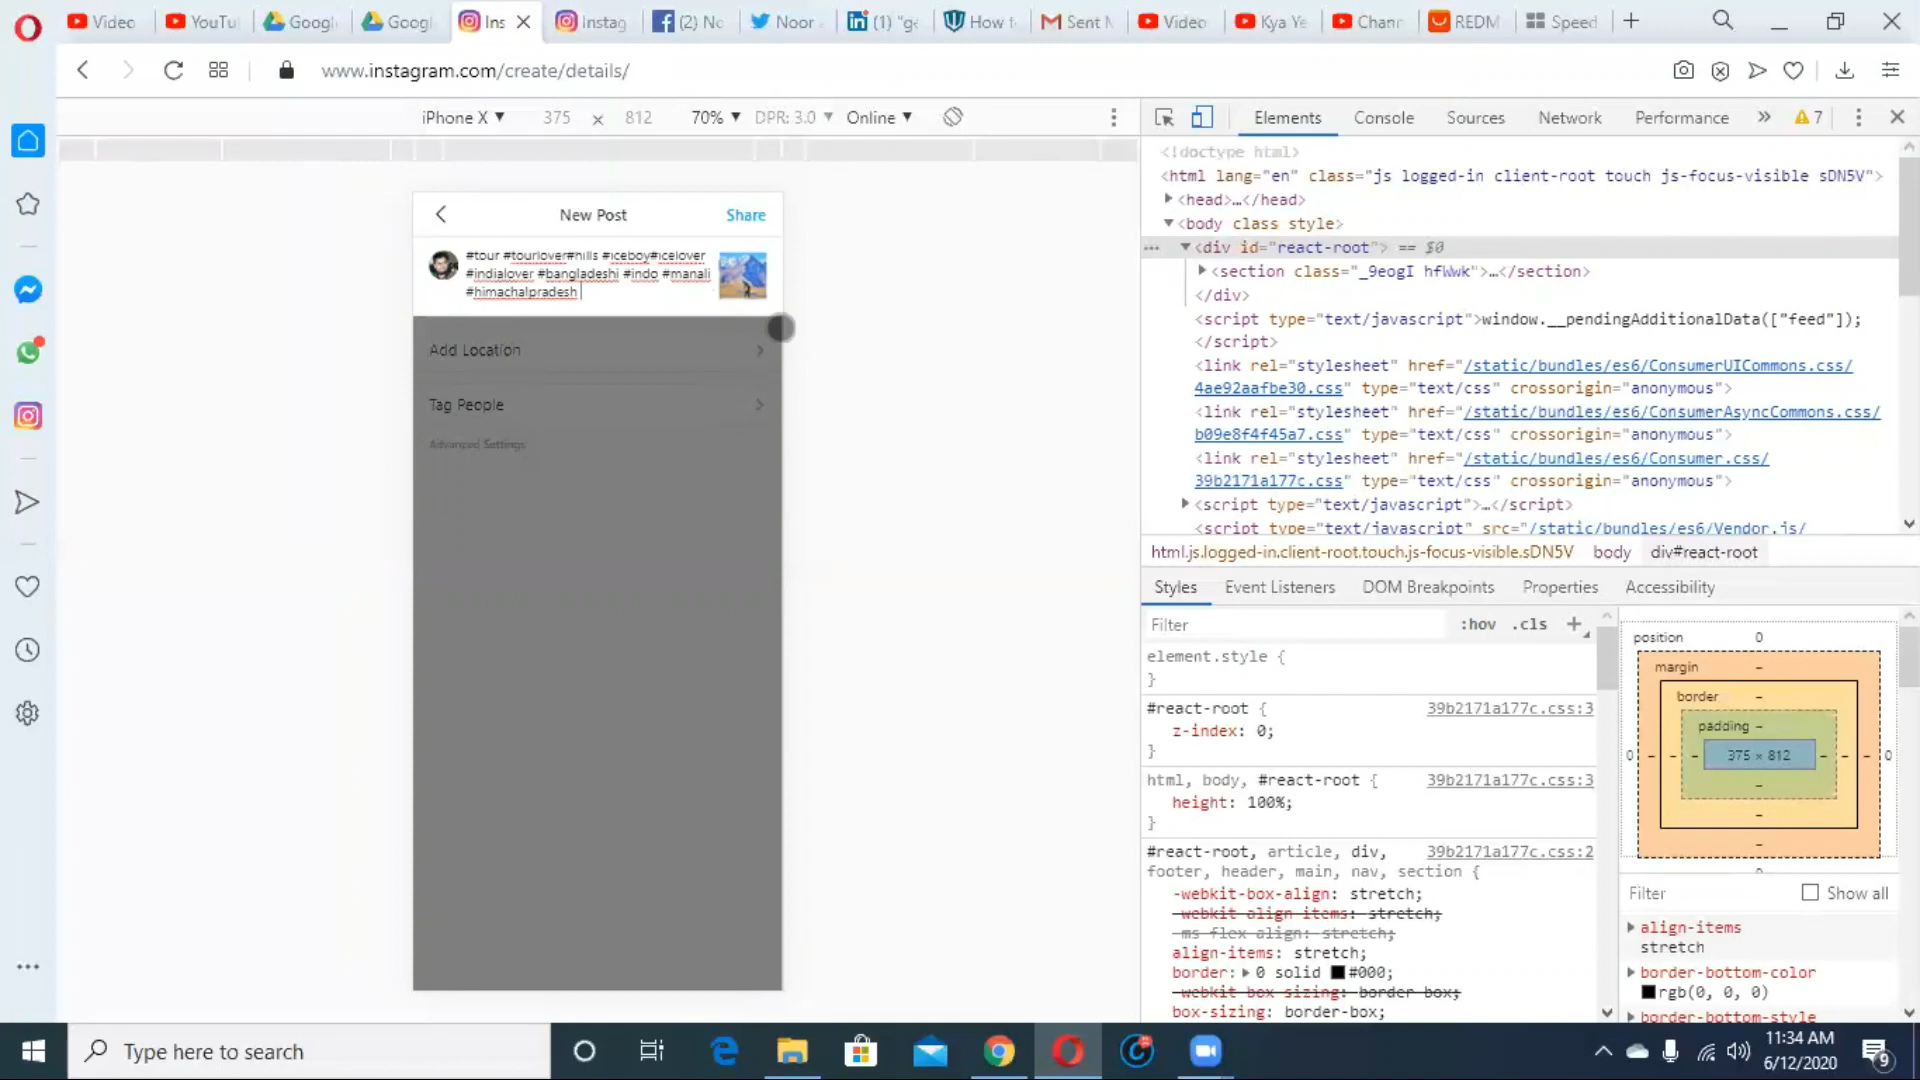 Video
YouTu
Googl
Googl
Ins
Instag
(2) No
Noor
(1) "ge
How t
Sent M
Video
Kya Ye
Chann
REDM
Speed
www.instagram.com/create/details/
iPhone X ▼ 375 × 812 70% ▼ DPR: 3.0 ▼ Online ▼
Elements Console Sources Network Performance » 7
New Post
Share
#tour #tourlover#hills #iceboy#icelover
#indialover #bangladeshi #indo #manali
#himachalpradesh
Add Location
Tag People
Advanced Settings
<!doctype html>
<html lang="en" class="js logged-in client-root touch js-focus-visible sDN5V">
<head>…</head>
<body class style>
<div id="react-root"> == $0
<section class="_9eogI hfWwk">…</section>
</div>
<script type="text/javascript">window.__pendingAdditionalData(["feed"]);
</script>
<link rel="stylesheet" href="/static/bundles/es6/ConsumerUICommons.css/
4ae92aafbe30.css" type="text/css" crossorigin="anonymous">
<link rel="stylesheet" href="/static/bundles/es6/ConsumerAsyncCommons.css/
b09e8f4f45a7.css" type="text/css" crossorigin="anonymous">
<link rel="stylesheet" href="/static/bundles/es6/Consumer.css/
39b2171a177c.css" type="text/css" crossorigin="anonymous">
<script type="text/javascript">…</script>
<script type="text/javascript" src="/static/bundles/es6/Vendor.js/
html.js.logged-in.client-root.touch.js-focus-visible.sDN5V body div#react-root
Styles Event Listeners DOM Breakpoints Properties Accessibility
Filter :hov .cls +
element.style {
}
#react-root { 39b2171a177c.css:3
z-index: 0;
}
html, body, #react-root { 39b2171a177c.css:3
height: 100%;
}
#react-root, article, div, 39b2171a177c.css:2
footer, header, main, nav, section {
-webkit-box-align: stretch;
-webkit-align-items: stretch;
-ms-flex-align: stretch;
align-items: stretch;
border: 0 solid #000;
-webkit-box-sizing: border-box;
box-sizing: border-box;
position 0
margin –
border –
padding –
0 – – – 375 × 812 – – – 0
–
–
–
Filter Show all
align-items
stretch
border-bottom-color
rgb(0, 0, 0)
border-bottom-style
Type here to search
11:34 AM
6/12/2020
9